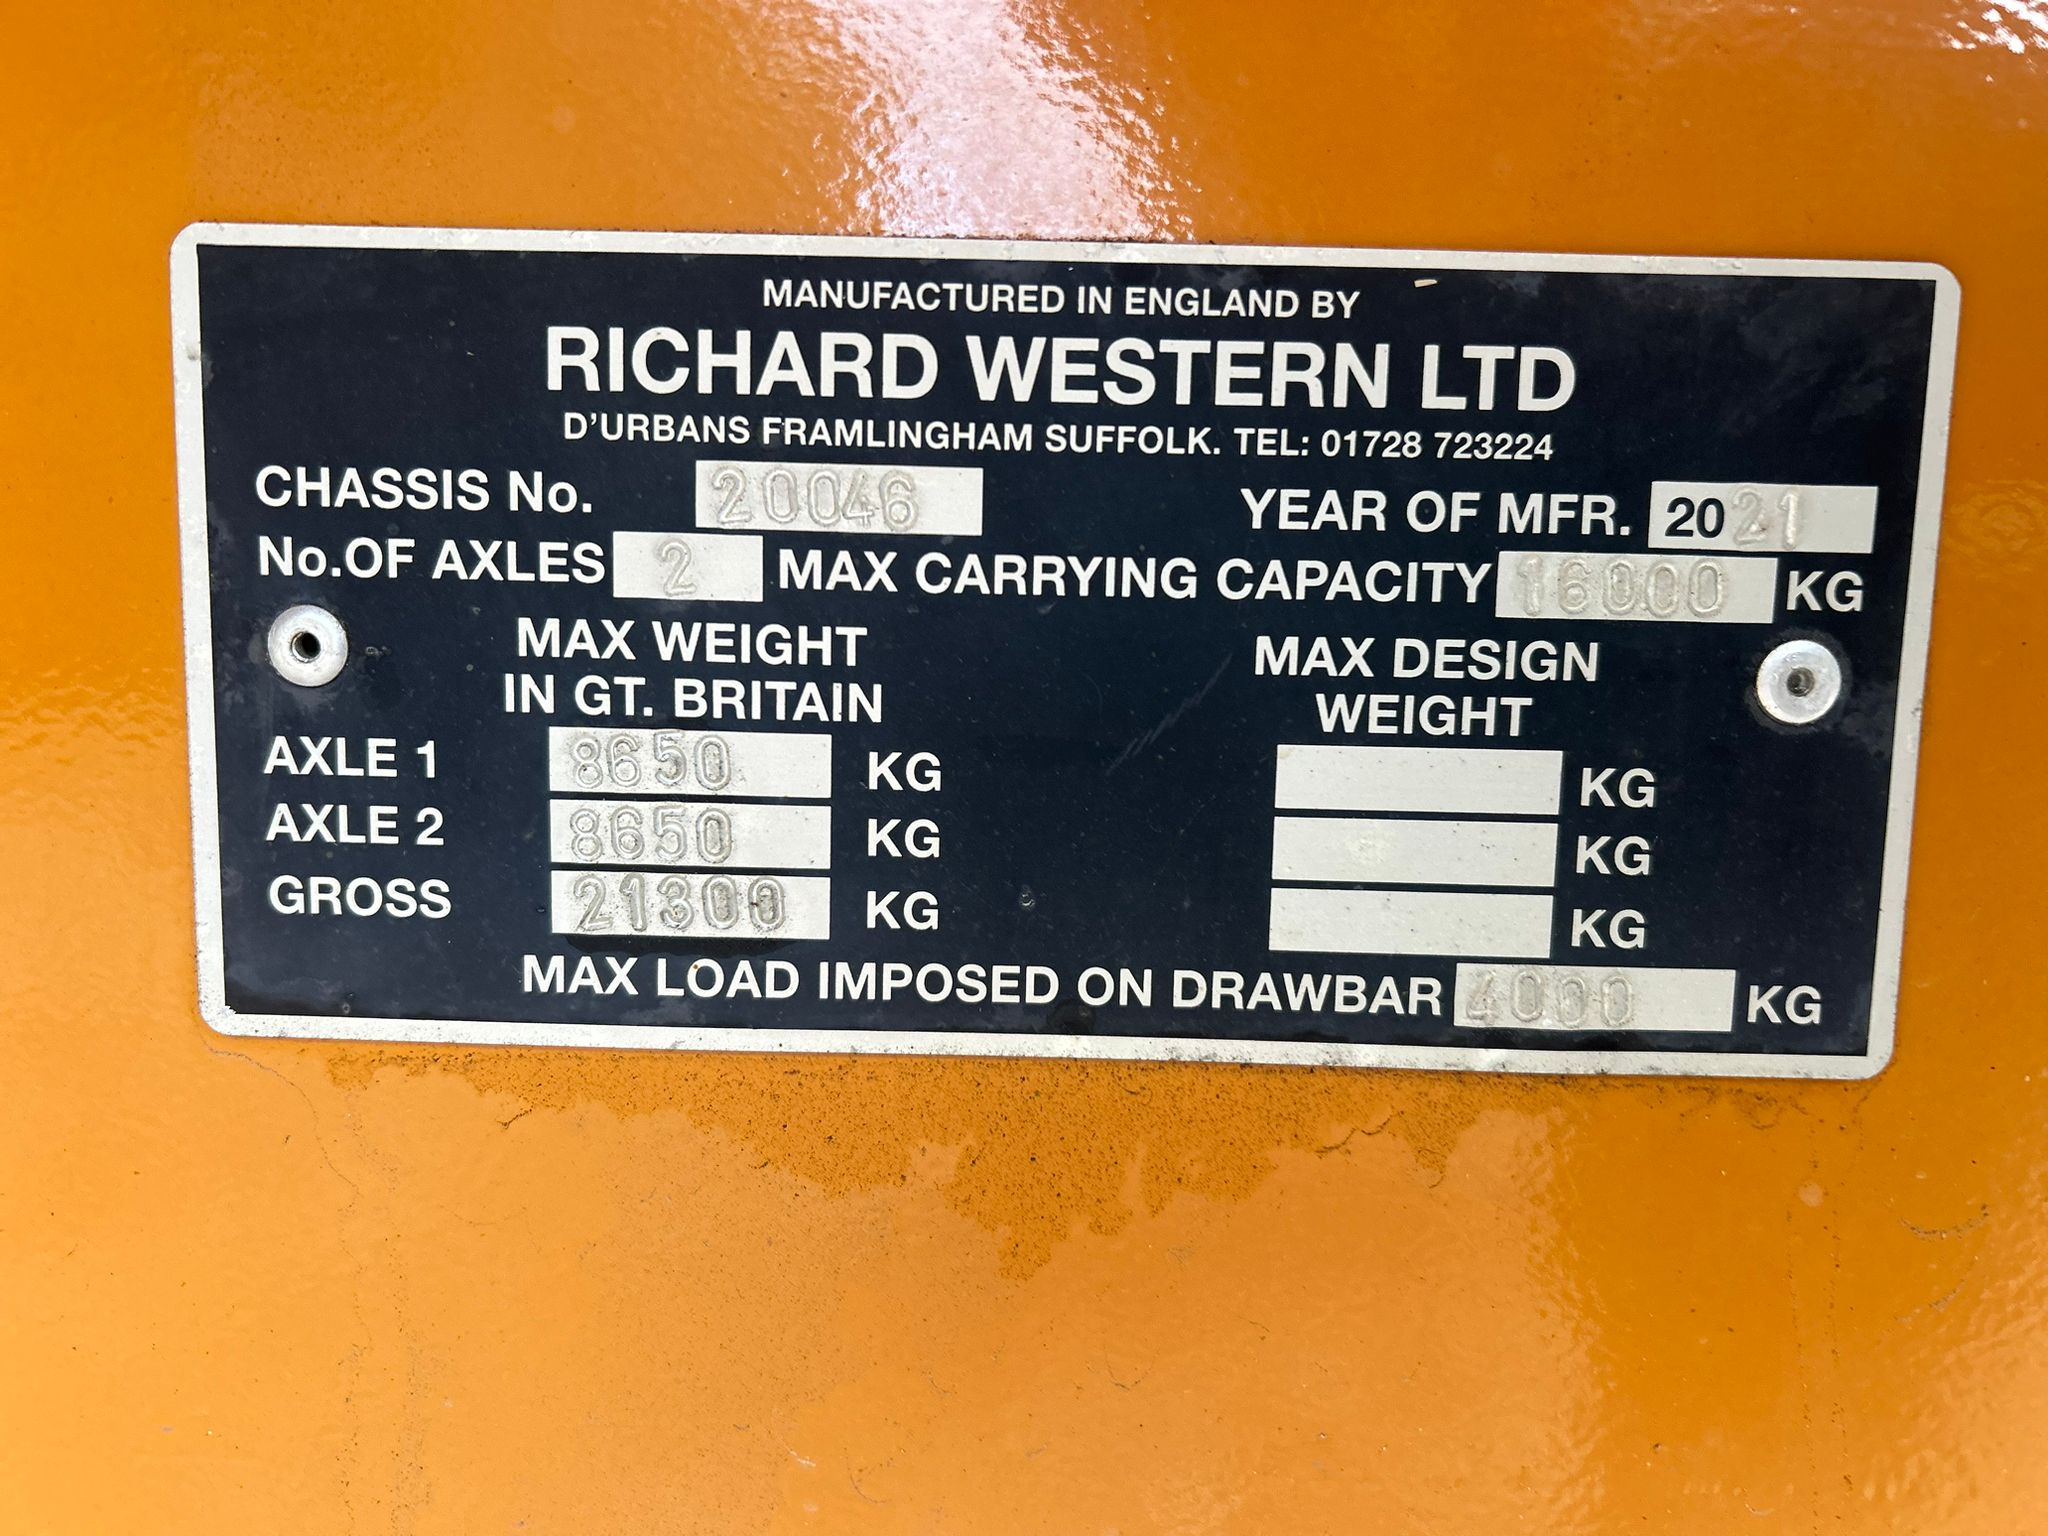 MANUFACTURED IN ENGLAND BY
RICHARD WESTERN LTD
D'URBANS FRAMLINGHAM SUFFOLK. TEL: 01728 723224
CHASSIS No. 20046 YEAR OF MFR. 2021
No.OF AXLES 2 MAX CARRYING CAPACITY 16000 KG
MAX WEIGHT IN GT. BRITAIN
MAX DESIGN WEIGHT
AXLE 1 8650 KG KG
AXLE 2 8650 KG KG
GROSS 21300 KG KG
MAX LOAD IMPOSED ON DRAWBAR 4000 KG